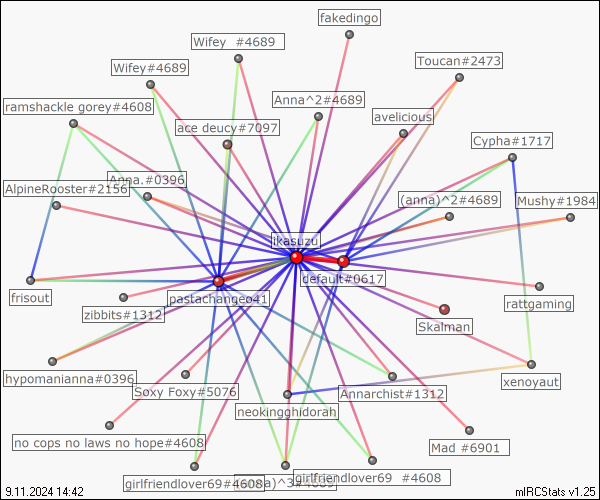 fakedingo
Wifey  #4689
Toucan#2473
Wifey#4689
Anna^2#4689
ramshackle gorey#4608
avelicious
ace deucy#7097
Cypha#1717
Anna.#0396
AlpineRooster#2156
(anna)^2#4689
Mushy#1984
ikasuzu
default#0617
frisout
pastachangeo41
rattgaming
zibbits#1312
Skalman
hypomanianna#0396
Soxy Foxy#5076
Annarchist#1312
xenoyaut
neokingghidorah
no cops no laws no hope#4608
Mad #6901
girlfriendlover69#4608
)^3#4689
girlfriendlover69  #4608
9.11.2024 14:42
mIRCStats v1.25